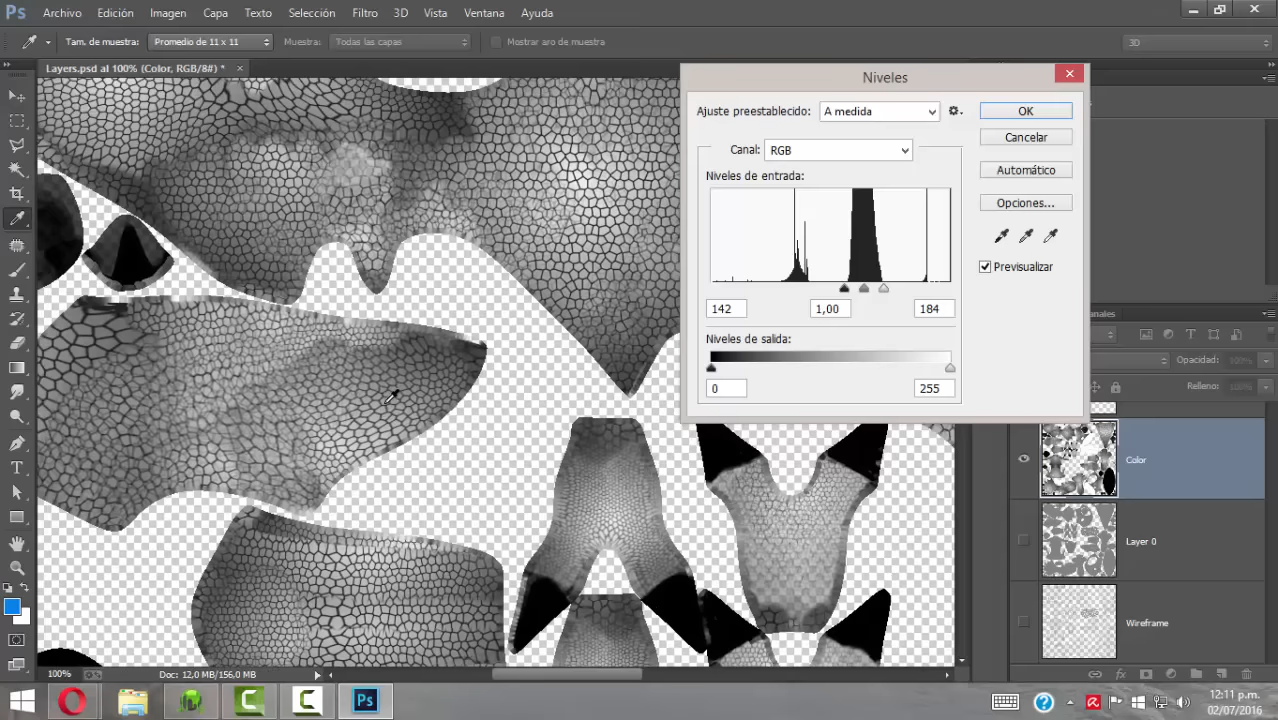 Ps Archivo Edición Imagen Capa Texto Selección Filtro 3D Vista Ventana Ayuda
Tam. de muestra: Promedio de 11 x 11 Muestra: Todas las capas Mostrar aro de muestra 3D
Layers.psd al 100% (Color, RGB/8#) * ×
Niveles
Ajuste preestablecido: A medida
OK
Canal: RGB
Cancelar
Niveles de entrada:
Automático
Opciones...
Previsualizar
142 1,00 184
Niveles de salida:
0 255
anales
Opacidad: 100%
Relleno: 100%
Color
Layer 0
Wireframe
100% Doc: 12,0 MB/156,0 MB
Ps
12:11 p.m.
02/07/2016